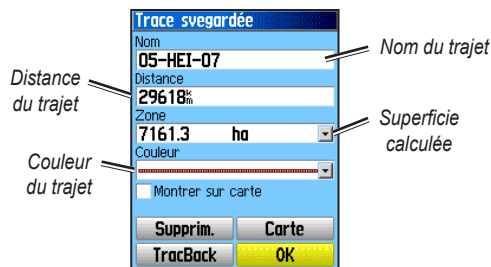 Trace svegardée
Nom
05-HEI-07
Nom du trajet
Distance
29618km
Distance du trajet
Zone
7161.3 ha
Superficie calculée
Couleur
Couleur du trajet
Montrer sur carte
Supprim. Carte
TracBack OK